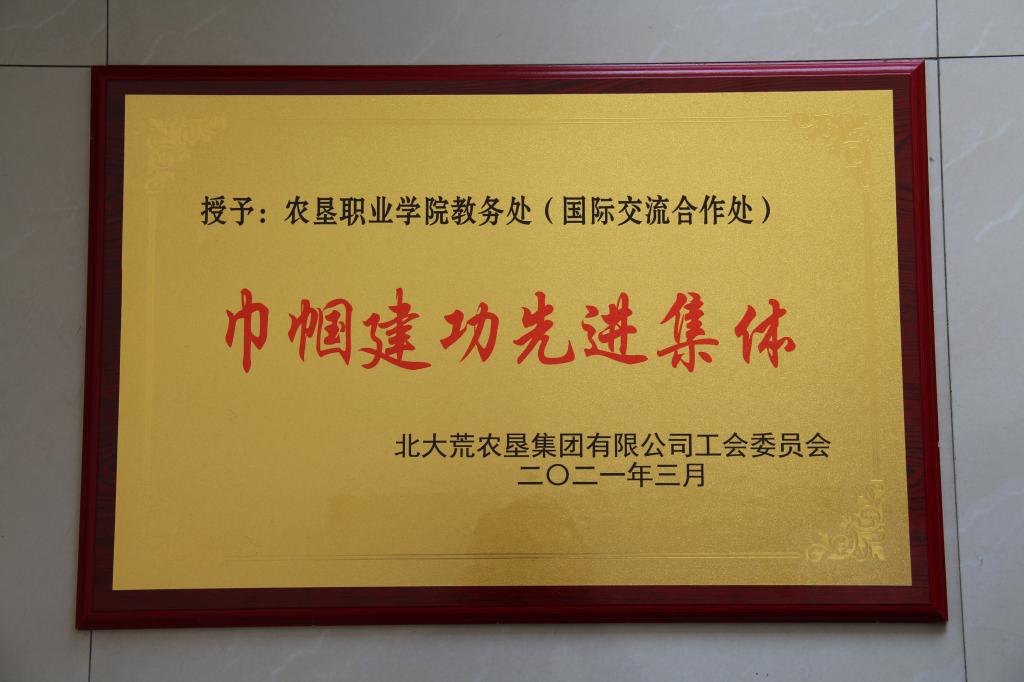 授予：农垦职业学院教务处（国际交流合作处）
巾帼建功先进集体
北大荒农垦集团有限公司工会委员会
二〇二一年三月